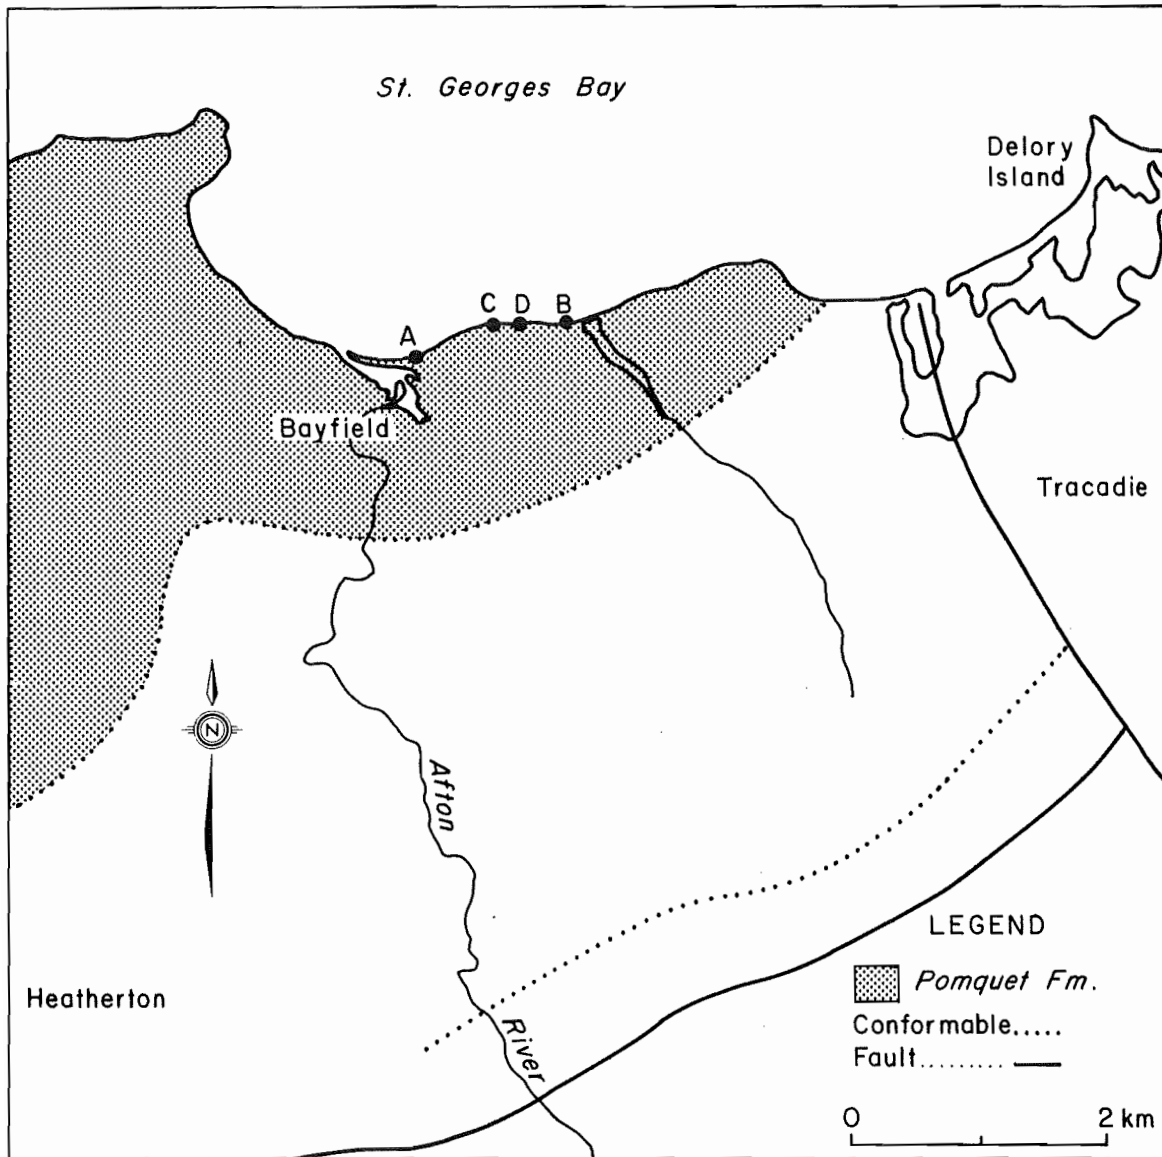 St. Georges Bay
Delory
Island
C D B
A
Bayfield
Tracadie
N
Afton
River
Heatherton
LEGEND
Pomquet Fm.
Conformable.....
Fault..........
0 2 km